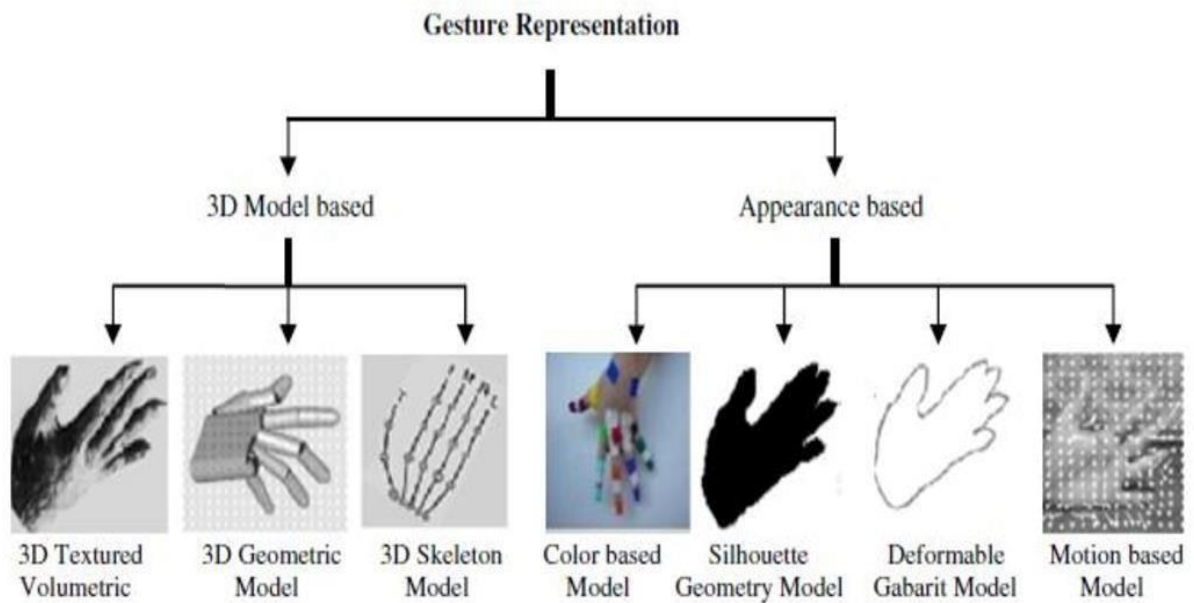 Gesture Representation
3D Model based
Appearance based
3D Textured
Volumetric
3D Geometric
Model
3D Skeleton
Model
Color based
Model
Silhouette
Geometry Model
Deformable
Gabarit Model
Motion based
Model